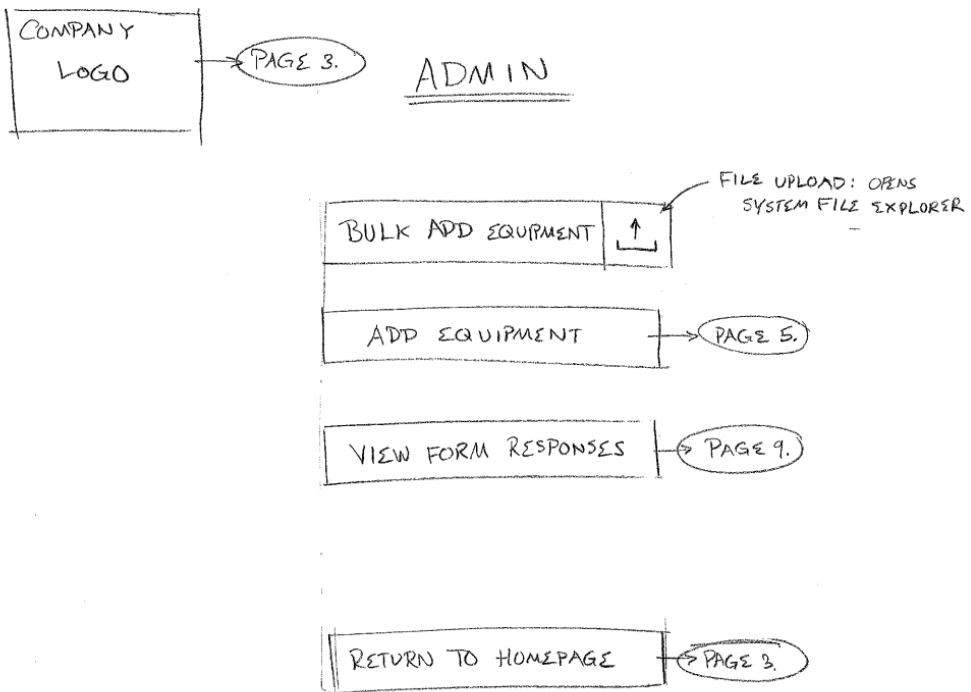 COMPANY
LOGO
PAGE 3.
ADMIN
FILE UPLOAD: OPENS
SYSTEM FILE EXPLORER
BULK ADD EQUPMENT
ADD EQUIPMENT
PAGE 5.
VIEW FORM RESPONSES
PAGE 9.
RETURN TO HOMEPAGE
PAGE 3.